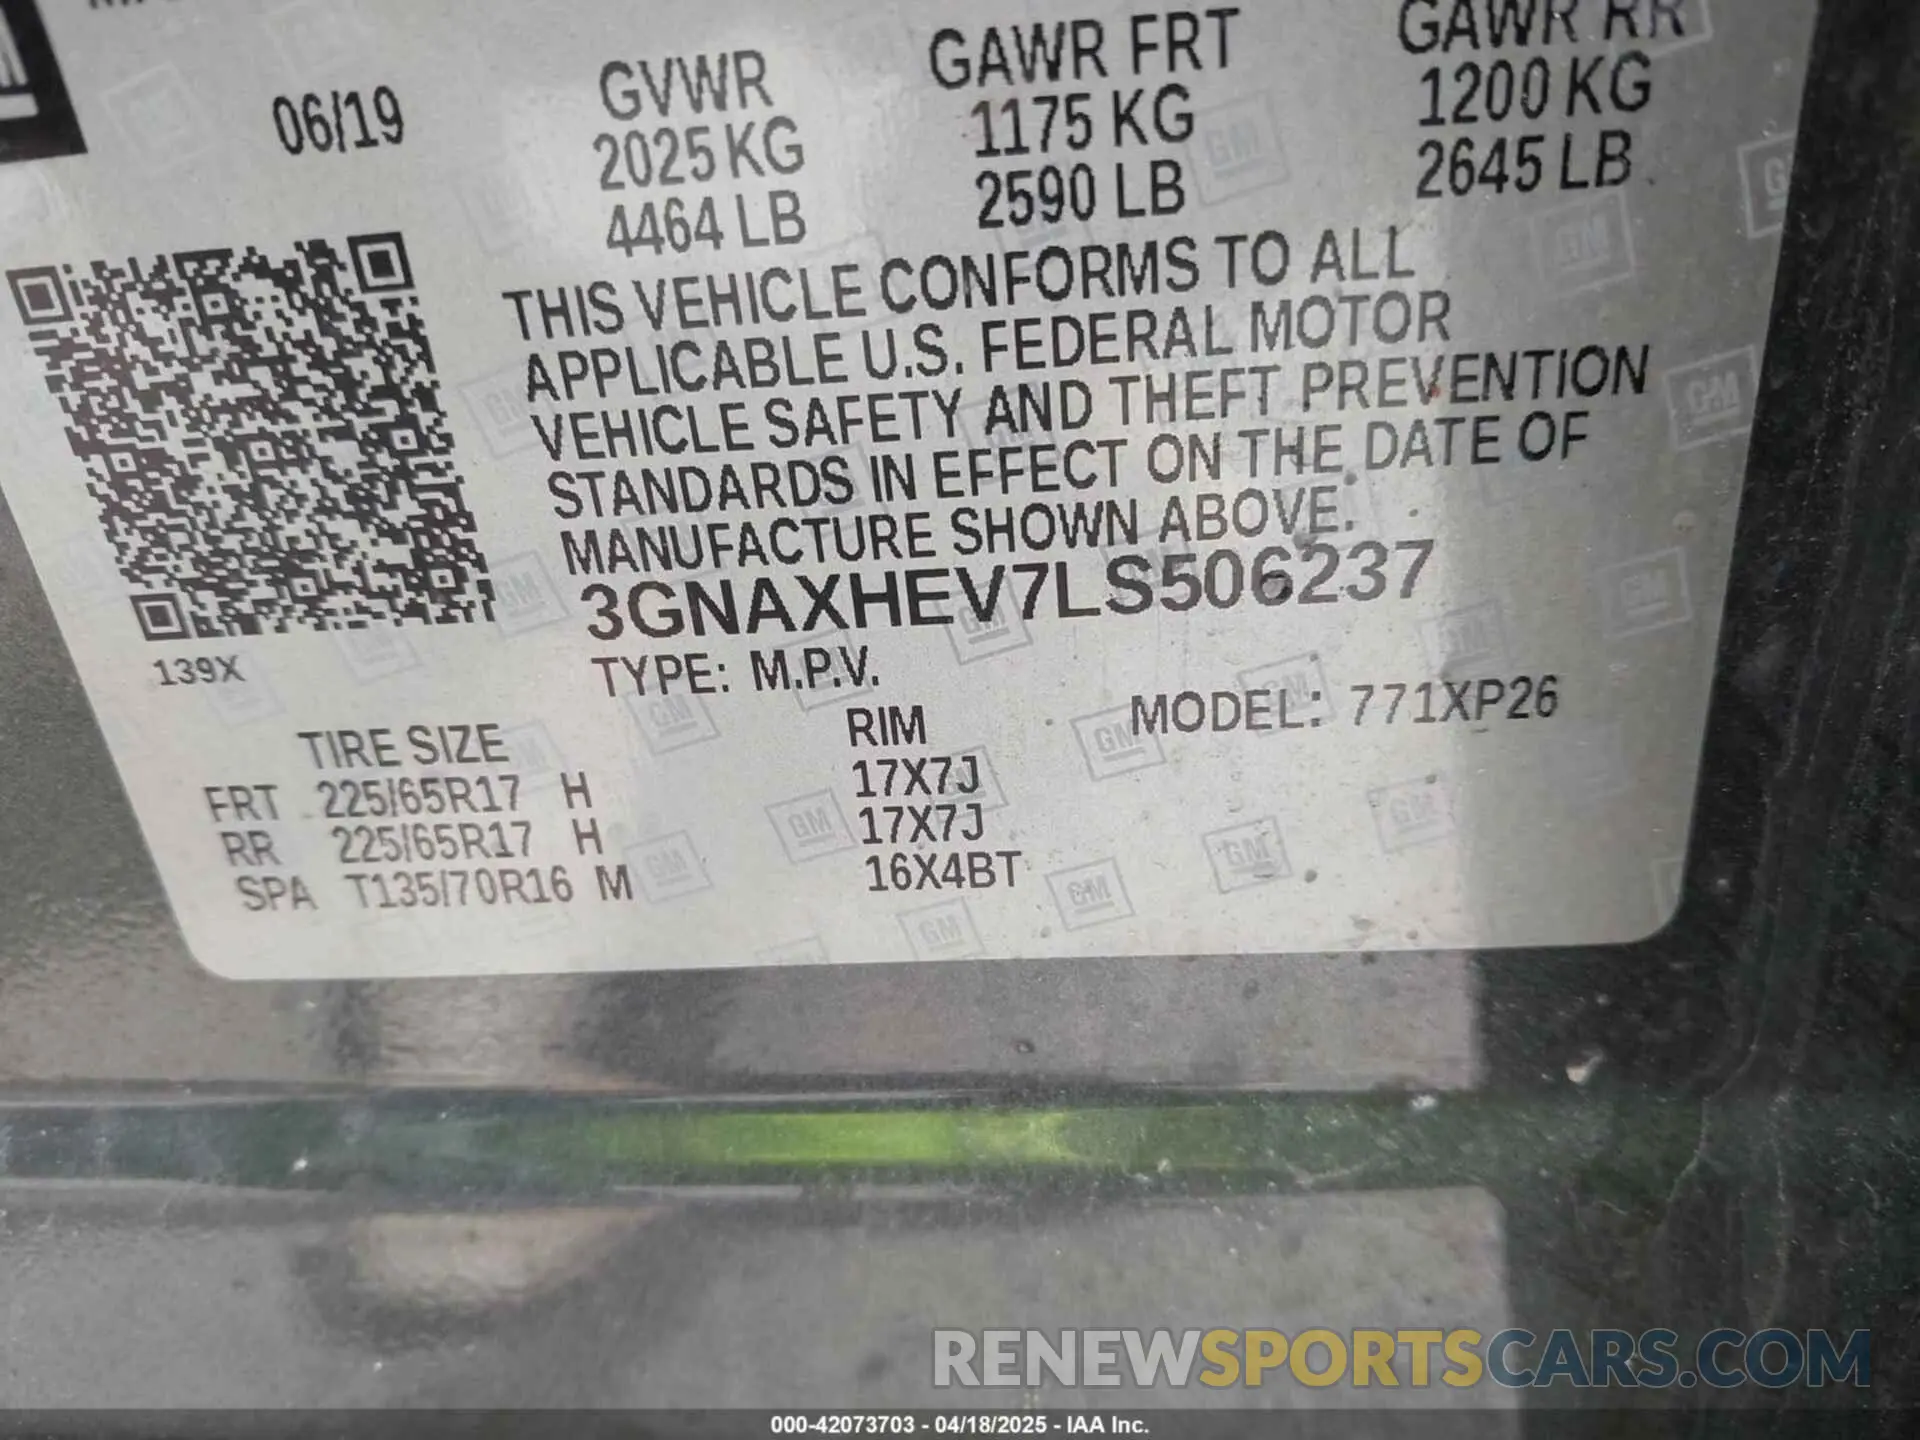 06/19
GVWR
2025 KG
4464 LB
GAWR FRT
1175 KG
2590 LB
GAWR RR
1200 KG
2645 LB
THIS VEHICLE CONFORMS TO ALL
APPLICABLE U.S. FEDERAL MOTOR
VEHICLE SAFETY AND THEFT PREVENTION
STANDARDS IN EFFECT ON THE DATE OF
MANUFACTURE SHOWN ABOVE.
3GNAXHEV7LS506237
139X
TYPE: M.P.V.
MODEL: 771XP26
TIRE SIZE RIM
FRT 225/65R17 H 17X7J
RR 225/65R17 H 17X7J
SPA T135/70R16 M 16X4BT
RENEWSPORTSCARS.COM
000-42073703 - 04/18/2025 - IAA Inc.